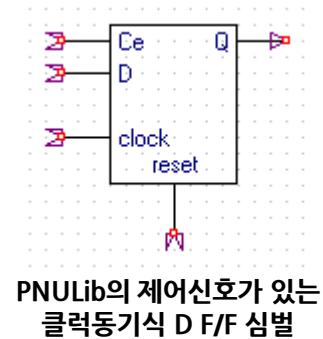 Ce Q
D
clock
reset
PNULib의 제어신호가 있는
클럭동기식 D F/F 심벌